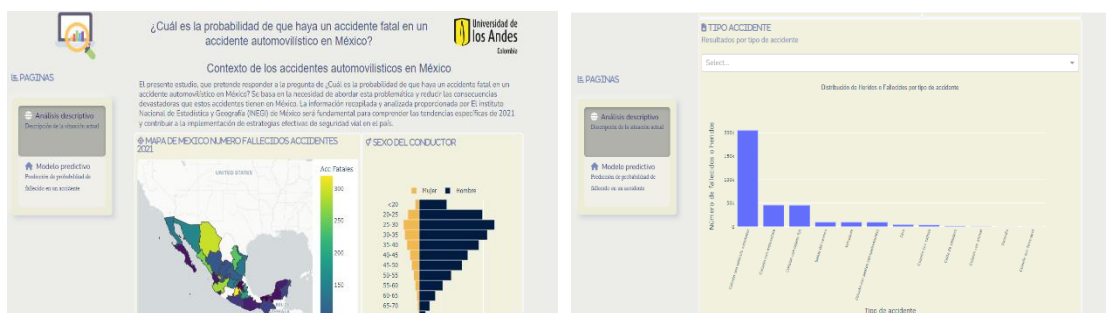 ¿Cuál es la probabilidad de que haya un accidente fatal en un
accidente automovilístico en México?
Universidad de
los Andes
Colombia
PAGINAS
Analisis descriptivo
Descripción de la situación actual
Modelo predictivo
Predicción de probabilidad de
fallecido en un accidente
Contexto de los accidentes automovilisticos en México
El presente estudio, que pretende responder a la pregunta de ¿Cuál es la probabilidad de que haya un accidente fatal en un
accidente automovilístico en México? Se basa en la necesidad de abordar esta problemática y reducir las consecuencias
devastadoras que estos accidentes tienen en México. La información recopilada y analizada proporcionada por El instituto
Nacional de Estadística y Geografía (INEGI) de México será fundamental para comprender las tendencias específicas de 2021
y contribuir a la implementación de estrategias efectivas de seguridad vial en el país.
MAPA DE MEXICO NUMERO FALLECIDOS ACCIDENTES
2021
UNITED STATES
Acc Fatales
300
250
200
150
SEXO DEL CONDUCTOR
Mujer Hombre
<20
20-25
25-30
30-35
35-40
40-45
45-50
50-55
55-60
60-65
65-70
TIPO ACCIDENTE
Resultados por tipo de accidente
Select...
PAGINAS
Análisis descriptivo
Descripción de la situación actual
Modelo predictivo
Predicción de probabilidad de
fallecido en un accidente
Distribución de Heridos o Fallecidos por tipo de accidente
Número de fallecidos o heridos
200k
150k
100k
50k
0
Tipo de accidente